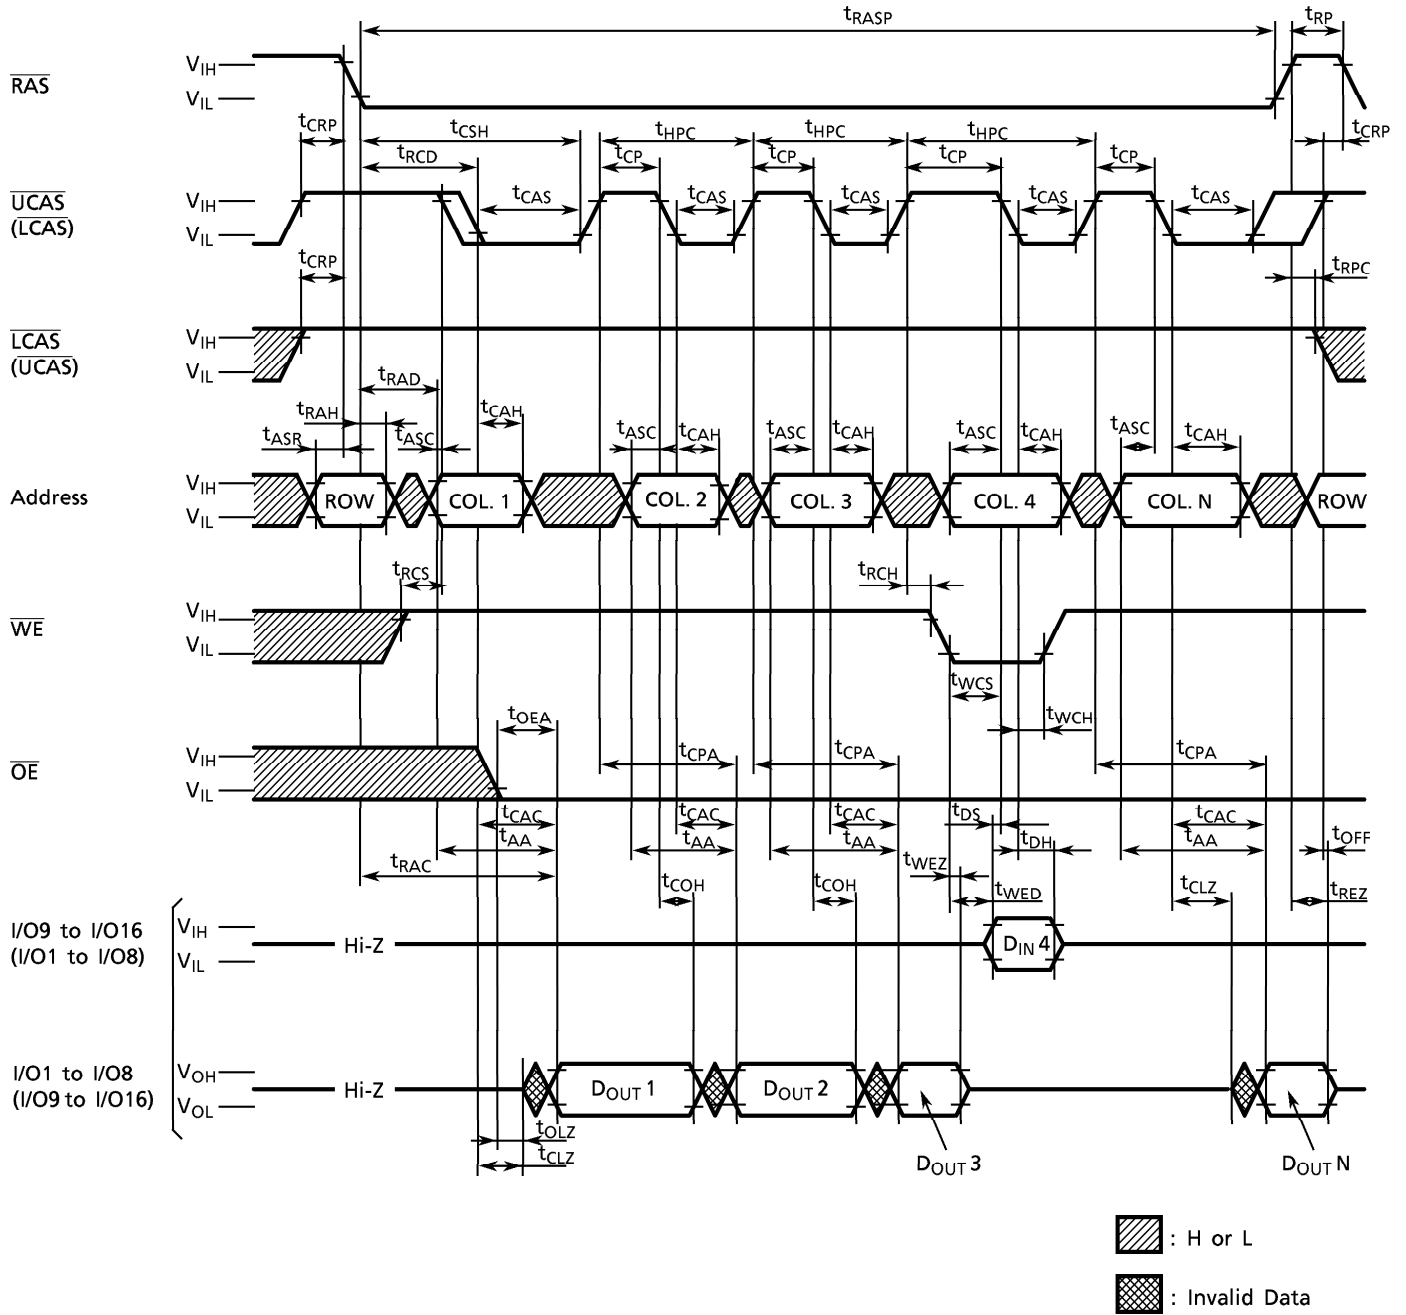 tRASP tRP
RAS VIH
VIL
tCRP tCSH tHPC tHPC tHPC tCRP
tRCD tCP tCP tCP tCP
UCAS (LCAS) VIH
VIL
tCAS tCAS tCAS tCAS tCAS
tCRP tRPC
LCAS (UCAS) VIH
VIL
tRAD
tRAH tCAH
tASR tASC tASC tCAH tASC tCAH tASC tCAH tASC tCAH
Address VIH
VIL
ROW COL. 1 COL. 2 COL. 3 COL. 4 COL. N ROW
tRCS tRCH
WE VIH
VIL
tWCS
tOEA tWCH
OE VIH
VIL
tCPA tCPA tCPA
tCAC tCAC tCAC tDS tCAC
tAA tAA tAA tDH tAA tOFF
tRAC tWEZ
tCOH tCOH tWED tCLZ tREZ
I/O9 to I/O16
(I/O1 to I/O8)
VIH
VIL
Hi-Z DIN 4
I/O1 to I/O8
(I/O9 to I/O16)
VOH
VOL
Hi-Z DOUT 1 DOUT 2
tOLZ
tCLZ
DOUT 3 DOUT N
: H or L
: Invalid Data